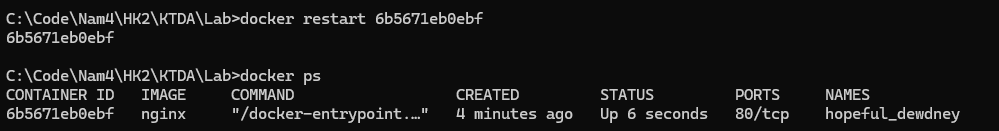 C:\Code\Nam4\HK2\KTDA\Lab>docker restart 6b5671eb0ebf
6b5671eb0ebf
C:\Code\Nam4\HK2\KTDA\Lab>docker ps
CONTAINER ID   IMAGE     COMMAND                  CREATED         STATUS         PORTS     NAMES
6b5671eb0ebf   nginx     "/docker-entrypoint.…"   4 minutes ago   Up 6 seconds   80/tcp    hopeful_dewdney